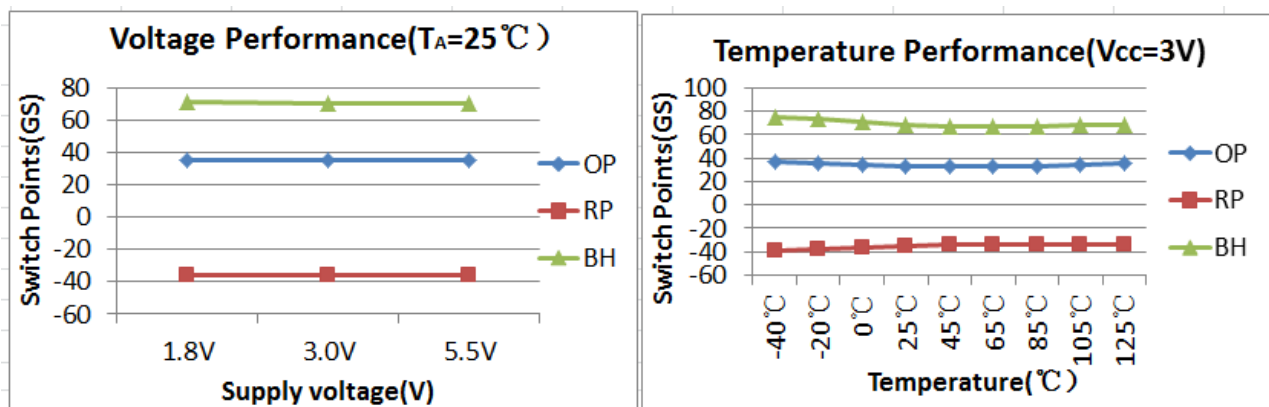 Voltage Performance(TA=25℃）
Switch Points(GS)
80
60
40
20
0
-20
-40
-60
1.8V
3.0V
5.5V
Supply voltage(V)
OP
RP
BH
Temperature Performance(Vcc=3V)
Switch Points(GS)
100
80
60
40
20
0
-20
-40
-60
-40℃
-20℃
0℃
25℃
45℃
65℃
85℃
105℃
125℃
Temperature(℃)
OP
RP
BH